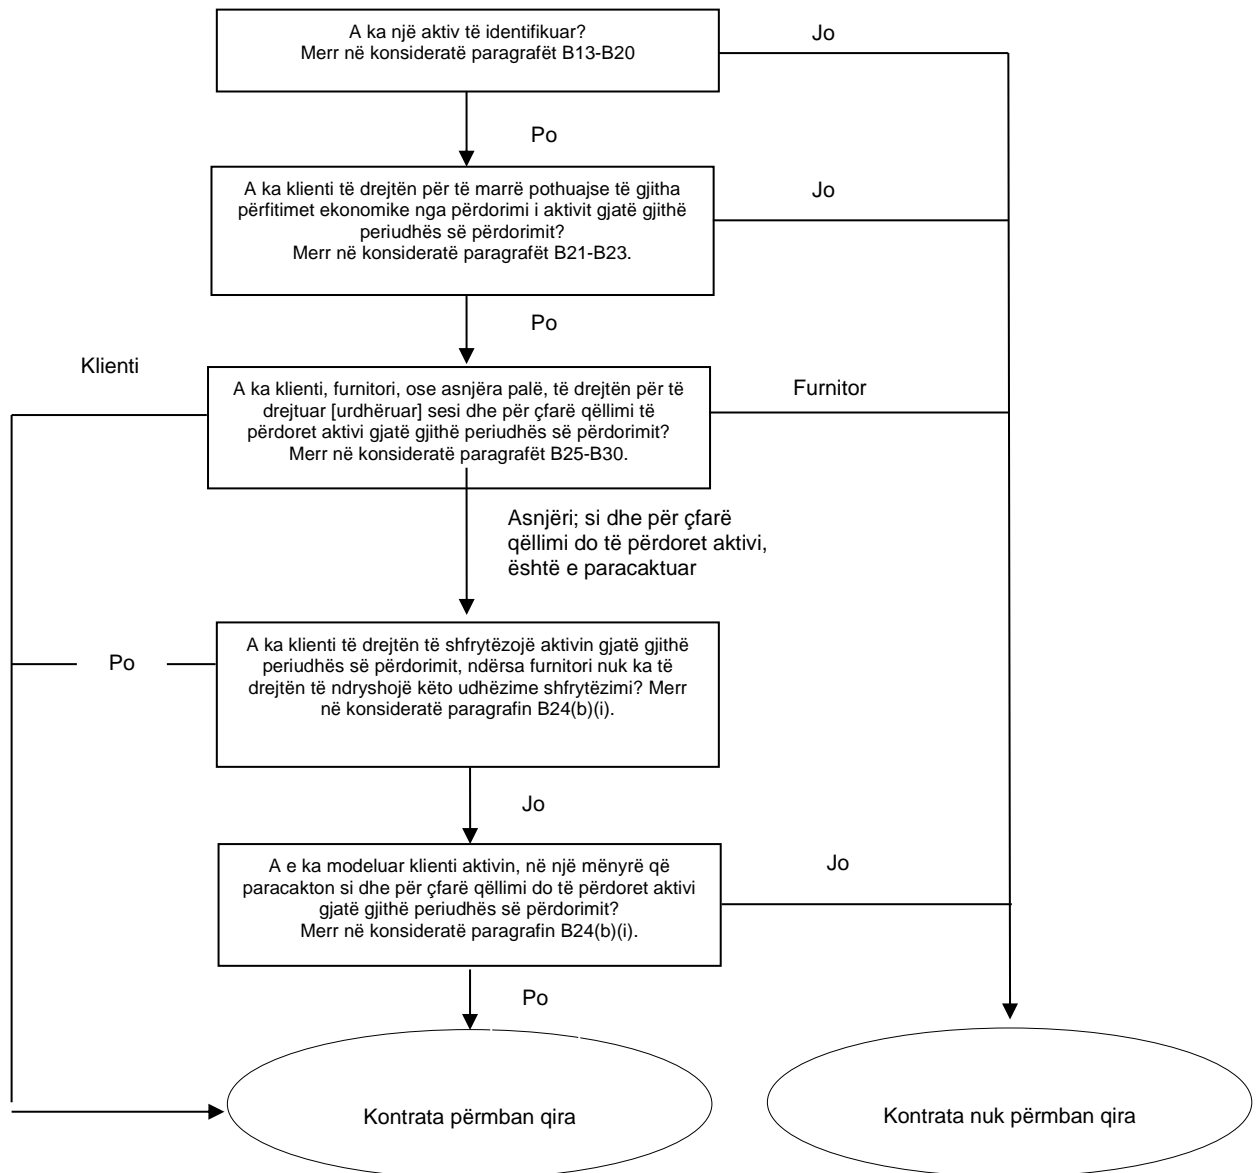 A ka një aktiv të identifikuar?
Merr në konsideratë paragrafët B13-B20
Jo
Po
A ka klienti të drejtën për të marrë pothuajse të gjitha
përfitimet ekonomike nga përdorimi i aktivit gjatë gjithë
periudhës së përdorimit?
Merr në konsideratë paragrafët B21-B23.
Jo
Po
Klienti
A ka klienti, furnitori, ose asnjëra palë, të drejtën për të
drejtuar [urdhëruar] sesi dhe për çfarë qëllimi të
përdoret aktivi gjatë gjithë periudhës së përdorimit?
Merr në konsideratë paragrafët B25-B30.
Furnitor
Asnjëri; si dhe për çfarë
qëllimi do të përdoret aktivi,
është e paracaktuar
A ka klienti të drejtën të shfrytëzojë aktivin gjatë gjithë
periudhës së përdorimit, ndërsa furnitori nuk ka të
drejtën të ndryshojë këto udhëzime shfrytëzimi? Merr
në konsideratë paragrafin B24(b)(i).
Po
Jo
A e ka modeluar klienti aktivin, në një mënyrë që
paracakton si dhe për çfarë qëllimi do të përdoret aktivi
gjatë gjithë periudhës së përdorimit?
Merr në konsideratë paragrafin B24(b)(i).
Jo
Po
Kontrata përmban qira
Kontrata nuk përmban qira